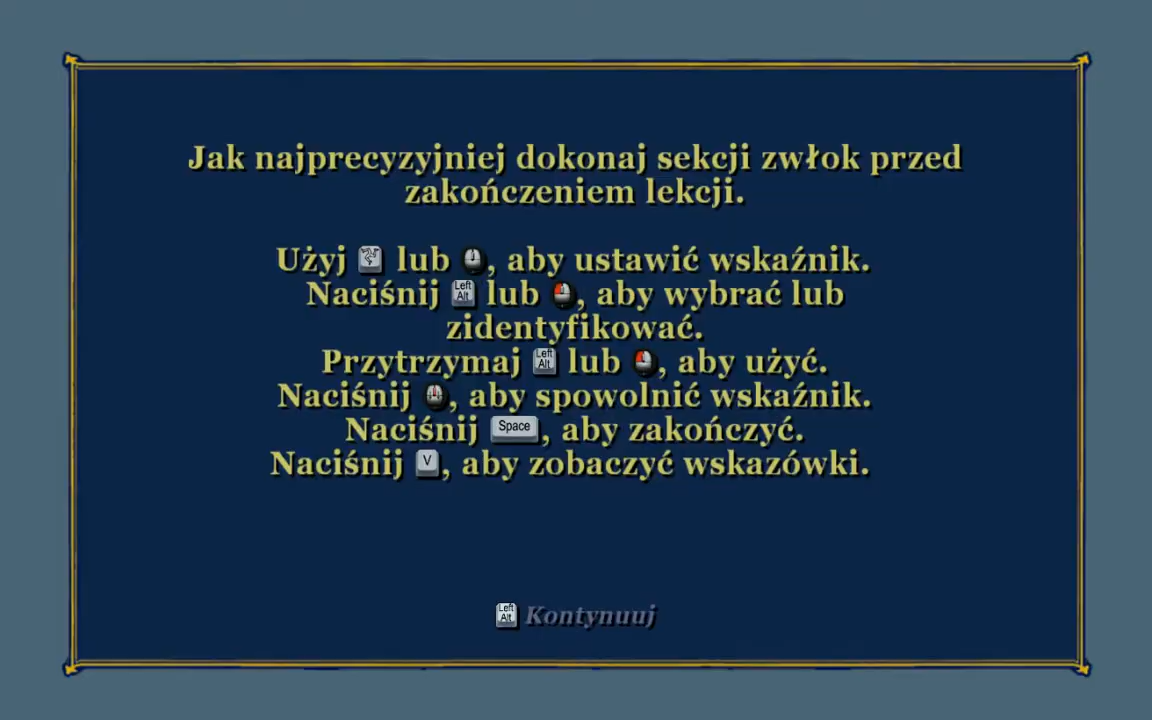 Jak najprecyzyjniej dokonaj sekcji zwłok przed
zakończeniem lekcji.
Użyj lub , aby ustawić wskaźnik.
Naciśnij Left Alt lub , aby wybrać lub
zidentyfikować.
Przytrzymaj Left Alt lub , aby użyć.
Naciśnij , aby spowolnić wskaźnik.
Naciśnij Space, aby zakończyć.
Naciśnij V, aby zobaczyć wskazówki.
Left Alt Kontynuuj